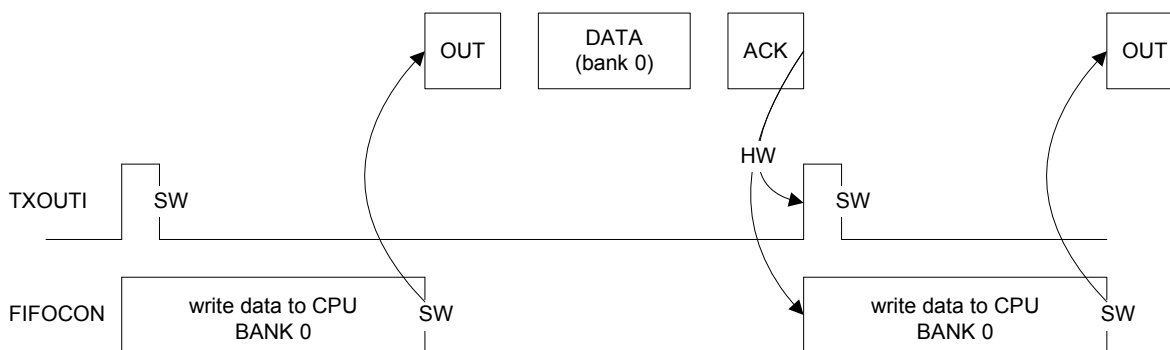 OUT
DATA
(bank 0)
ACK
OUT
HW
TXOUTI
SW
SW
FIFOCON
write data to CPU
BANK 0
SW
write data to CPU
BANK 0
SW